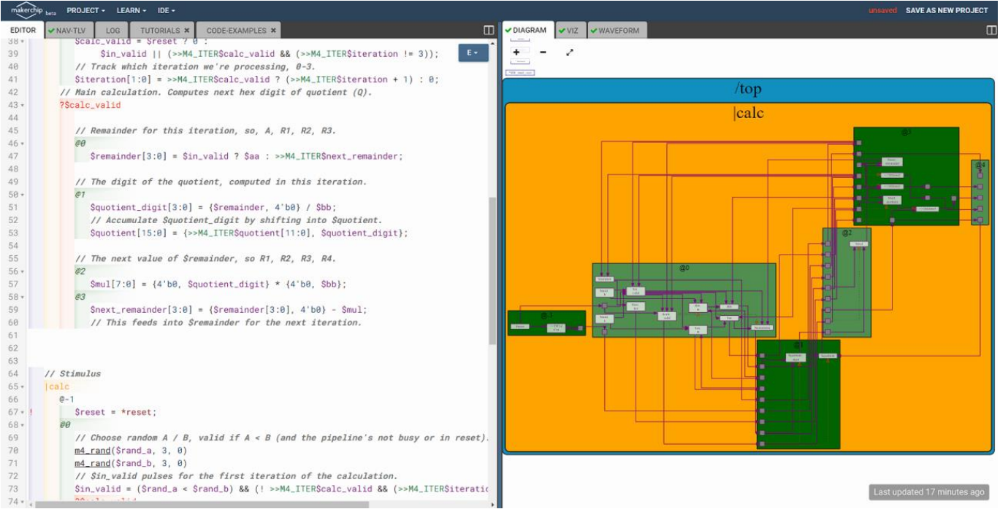 makerchip beta PROJECT LEARN IDE unsaved SAVE AS NEW PROJECT
EDITOR NAV-TLV LOG TUTORIALS CODE-EXAMPLES
38 $calc_valid = $reset ? 0 :
39 $in_valid || (>>M4_ITER$calc_valid && (>>M4_ITER$iteration != 3));
E
40 // Track which iteration we're processing, 0-3.
41 $iteration[1:0] = >>M4_ITER$calc_valid ? (>>M4_ITER$iteration + 1) : 0;
42 // Main calculation. Computes next hex digit of quotient (Q).
43 ?$calc_valid
44
45 // Remainder for this iteration, so, A, R1, R2, R3.
46 @0
47 $remainder[3:0] = $in_valid ? $aa : >>M4_ITER$next_remainder;
48
49 // The digit of the quotient, computed in this iteration.
50 @1
51 $quotient_digit[3:0] = {$remainder, 4'b0} / $bb;
52 // Accumulate $quotient_digit by shifting into $quotient.
53 $quotient[15:0] = {>>M4_ITER$quotient[11:0], $quotient_digit};
54
55 // The next value of $remainder, so R1, R2, R3, R4.
56 @2
57 $mul[7:0] = {4'b0, $quotient_digit} * {4'b0, $bb};
58 @3
59 $next_remainder[3:0] = {$remainder[3:0], 4'b0} - $mul;
60 // This feeds into $remainder for the next iteration.
61
62
63
64 // Stimulus
65 |calc
66 @-1
67 ! $reset = *reset;
68 @0
69 // Choose random A / B, valid if A < B (and the pipeline's not busy or in reset).
70 m4_rand($rand_a, 3, 0)
71 m4_rand($rand_b, 3, 0)
72 // $in_valid pulses for the first iteration of the calculation.
73 $in_valid = ($rand_a < $rand_b) && (! >>M4_ITER$calc_valid && (>>M4_ITER$iteratio
74
DIAGRAM VIZ WAVEFORM
/top
|calc
@3
@4
@2
@0
@-1
@1
Last updated 17 minutes ago